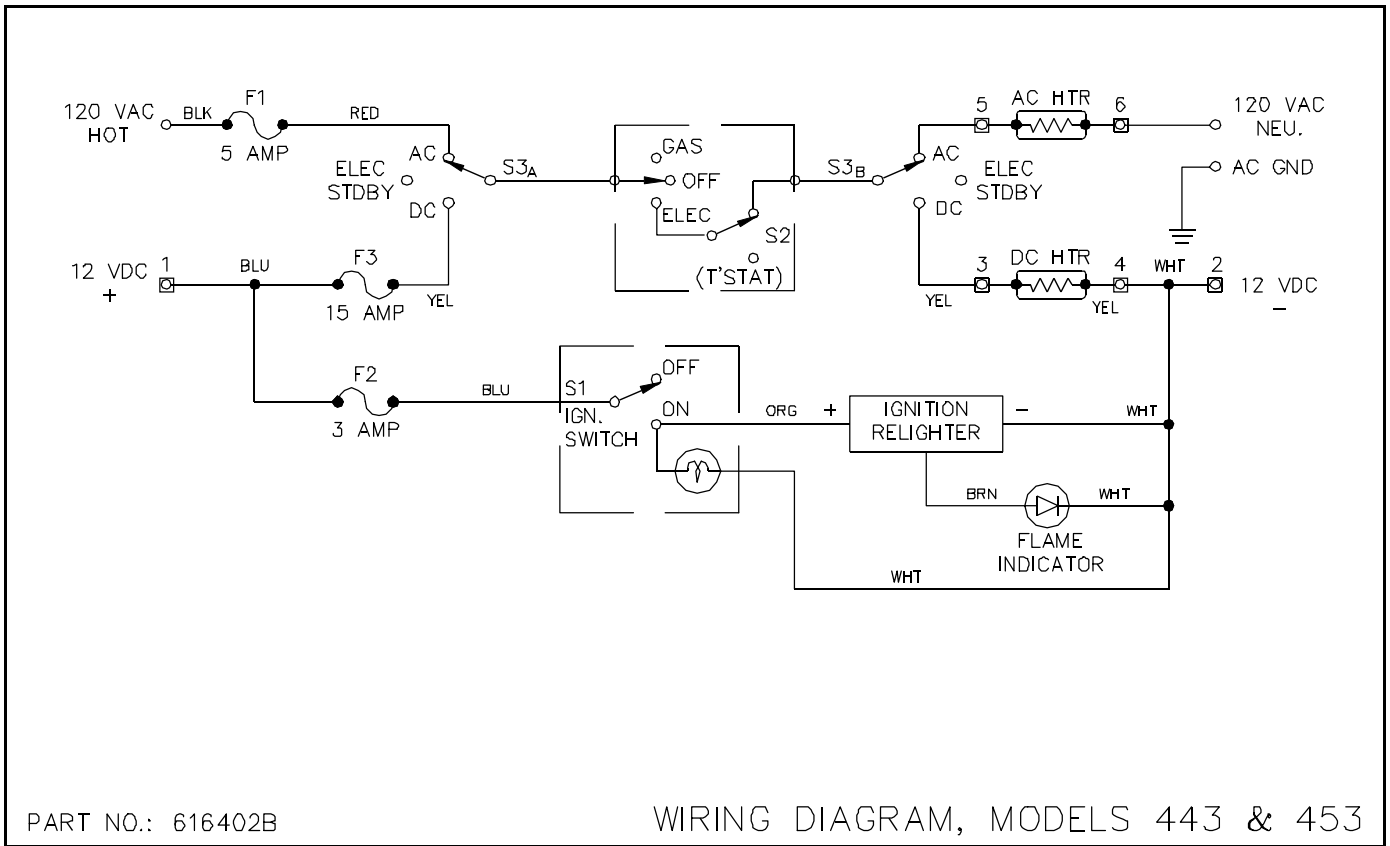 120 VAC
HOT
BLK
F1
5 AMP
RED
AC
ELEC
STDBY
DC
S3A
GAS
OFF
ELEC
S2
(T'STAT)
S3B
AC
ELEC
STDBY
DC
5
AC HTR
6
120 VAC
NEU.
AC GND
12 VDC
+
1
BLU
F3
15 AMP
YEL
YEL
3
DC HTR
4
YEL
WHT
2
12 VDC
−
F2
3 AMP
BLU
S1
IGN.
SWITCH
OFF
ON
ORG
+
IGNITION
RELIGHTER
−
WHT
BRN
WHT
FLAME
INDICATOR
WHT
PART NO.: 616402B
WIRING DIAGRAM, MODELS 443 & 453